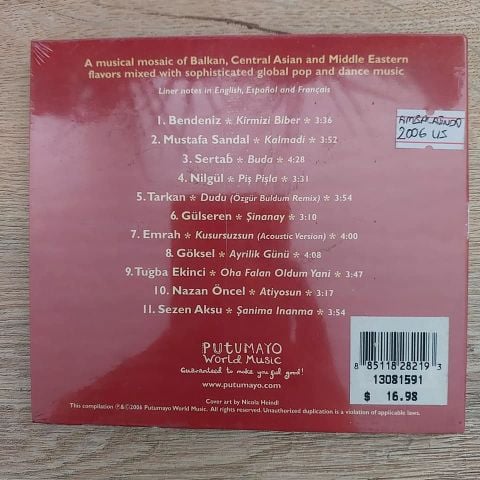 A musical mosaic of Balkan, Central Asian and Middle Eastern
flavors mixed with sophisticated global pop and dance music
Liner notes in English, Español and Français
1. Bendeniz * Kirmizi Biber * 3:36
2. Mustafa Sandal * Kalmadi * 3:52
3. Sertab * Buda * 4:28
4. Nilgül * Piş Pişla * 3:31
5. Tarkan * Dudu (Ozgür Buldum Remix) * 3:54
6. Gülseren * Şinanay * 3:10
7. Emrah * Kusursuzsun (Acoustic Version) * 4:00
8. Göksel * Ayrilik Günü * 4:08
9. Tugba Ekinci * Oha Falan Oldum Yani * 3:47
10. Nazan Öncel * Atiyosun * 3:17
11. Sezen Aksu * Şanima Inanma * 3:54
2006 US
PUTUMAYO
World Music
Guaranteed to make you feel good!
www.putumayo.com
Cover art by Nicola Heindl
This compilation ℗&©2006 Putumayo World Music. All rights reserved. Unauthorized duplication is a violation of applicable laws.
8 85118 28219 3
13081591
$ 16.98